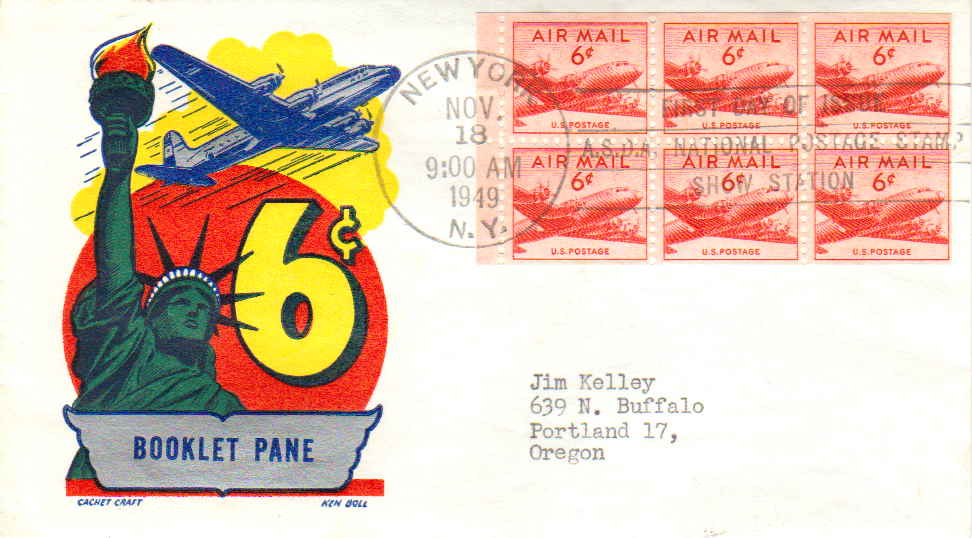 AIR MAIL AIR MAIL AIR MAIL
6¢ 6¢ 6¢
U.S. POSTAGE U.S. POSTAGE U.S. POSTAGE
AIR MAIL AIR MAIL AIR MAIL
6¢ 6¢ 6¢
U.S. POSTAGE U.S. POSTAGE U.S. POSTAGE
NEW YORK
NOV.
18
9:00 AM
1949
N.Y.
FIRST DAY OF ISSUE
A.S.D.A. NATIONAL POSTAGE STAMP
SHOW STATION
6¢
BOOKLET PANE
CACHET CRAFT KEN BOLL
Jim Kelley
639 N. Buffalo
Portland 17,
Oregon